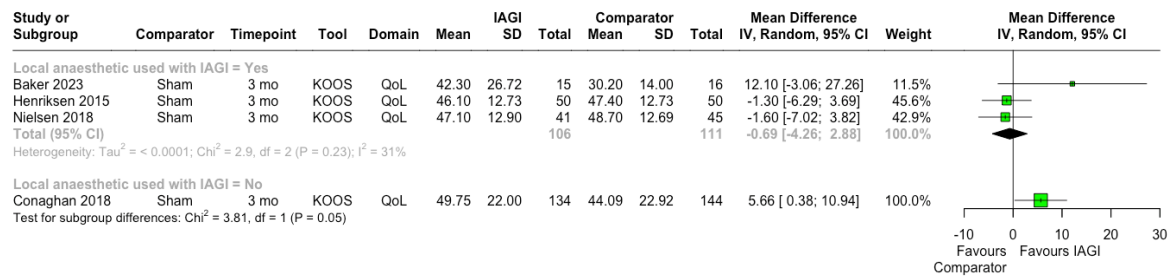 Study or IAGI Comparator Mean Difference Mean Difference
Subgroup Comparator Timepoint Tool Domain Mean SD Total Mean SD Total IV, Random, 95% CI Weight IV, Random, 95% CI
Local anaesthetic used with IAGI = Yes
Baker 2023 Sham 3 mo KOOS QoL 42.30 26.72 15 30.20 14.00 16 12.10 [-3.06; 27.26] 11.5%
Henriksen 2015 Sham 3 mo KOOS QoL 46.10 12.73 50 47.40 12.73 50 -1.30 [-6.29; 3.69] 45.6%
Nielsen 2018 Sham 3 mo KOOS QoL 47.10 12.90 41 48.70 12.69 45 -1.60 [-7.02; 3.82] 42.9%
Total (95% CI) 106 111 -0.69 [-4.26; 2.88] 100.0%
Heterogeneity: Tau² = < 0.0001; Chi² = 2.9, df = 2 (P = 0.23); I² = 31%
Local anaesthetic used with IAGI = No
Conaghan 2018 Sham 3 mo KOOS QoL 49.75 22.00 134 44.09 22.92 144 5.66 [ 0.38; 10.94] 100.0%
Test for subgroup differences: Chi² = 3.81, df = 1 (P = 0.05)
-10 0 10 20 30
Favours Favours IAGI
Comparator